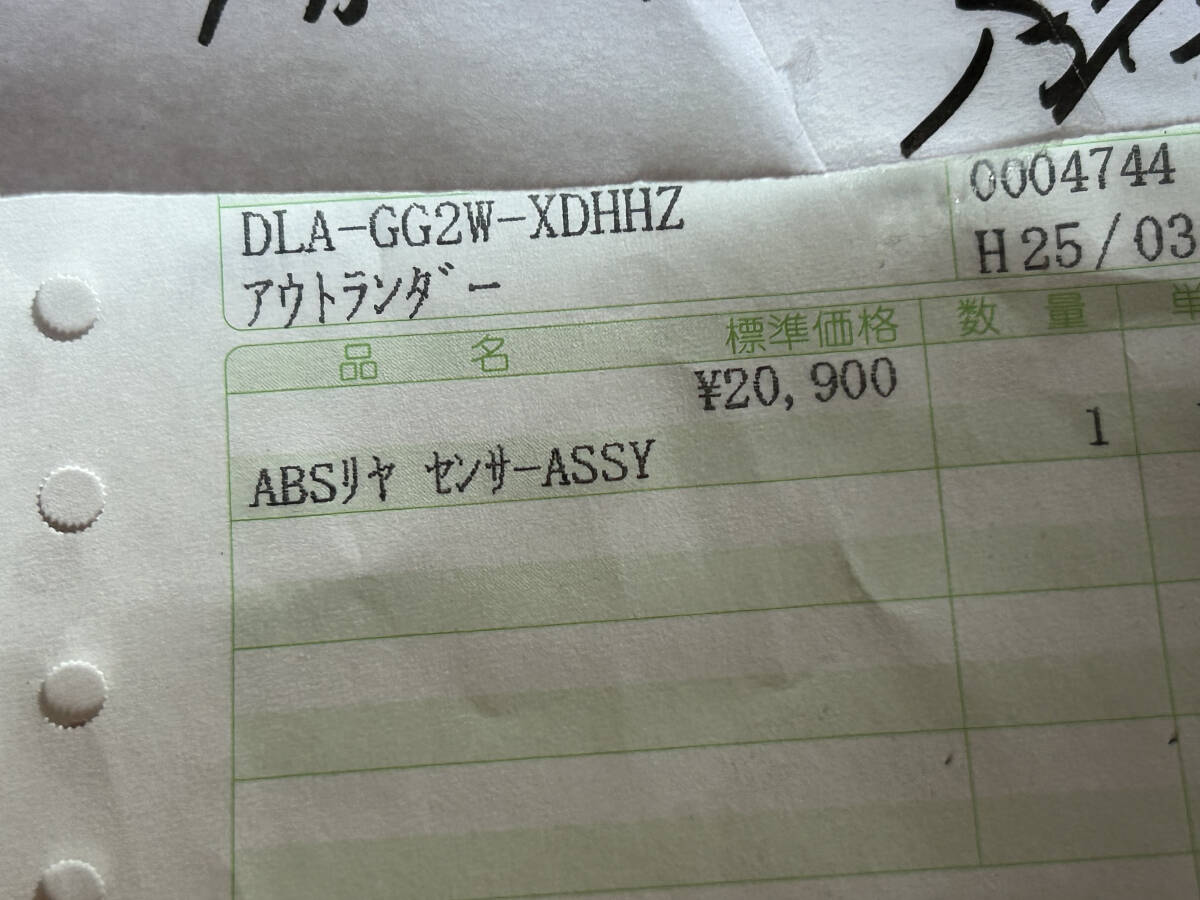 DLA-GG2W-XDHHZ 0004744
アウトランダー H25/03
品名 標準価格 数量 単
¥20,900
ABSリヤ センサーASSY 1